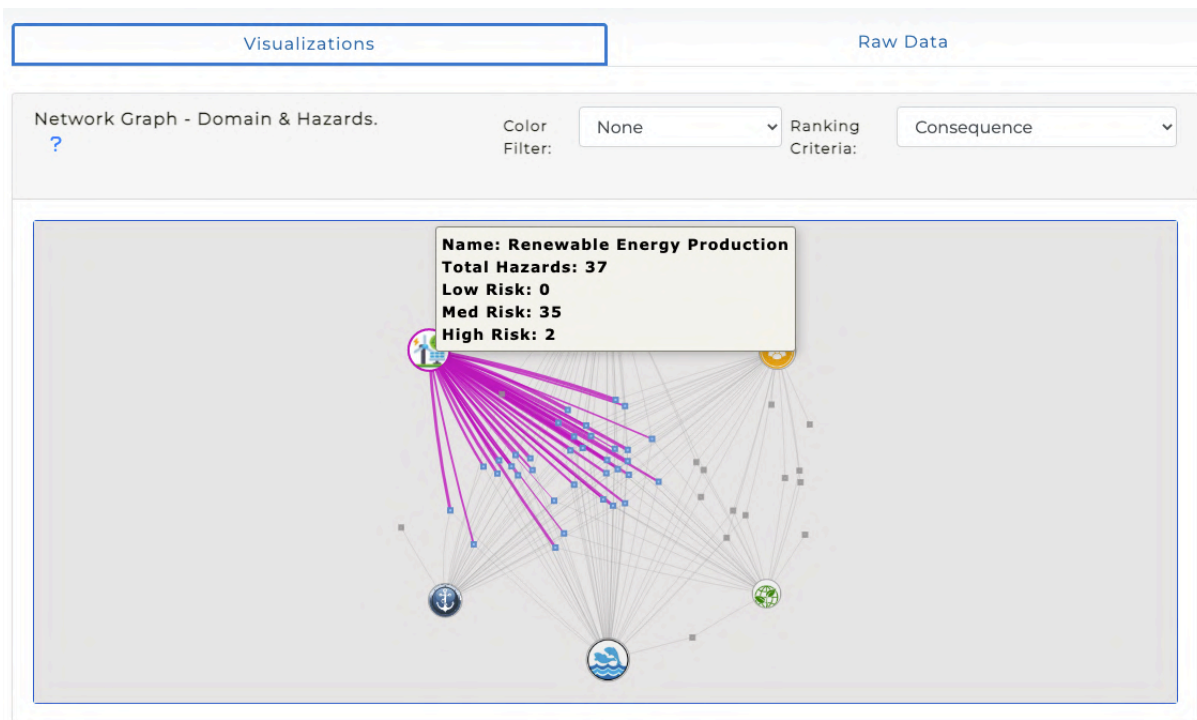 Visualizations
Raw Data
Network Graph - Domain & Hazards.
?
Color
Filter:
None
Ranking
Criteria:
Consequence
Name: Renewable Energy Production
Total Hazards: 37
Low Risk: 0
Med Risk: 35
High Risk: 2